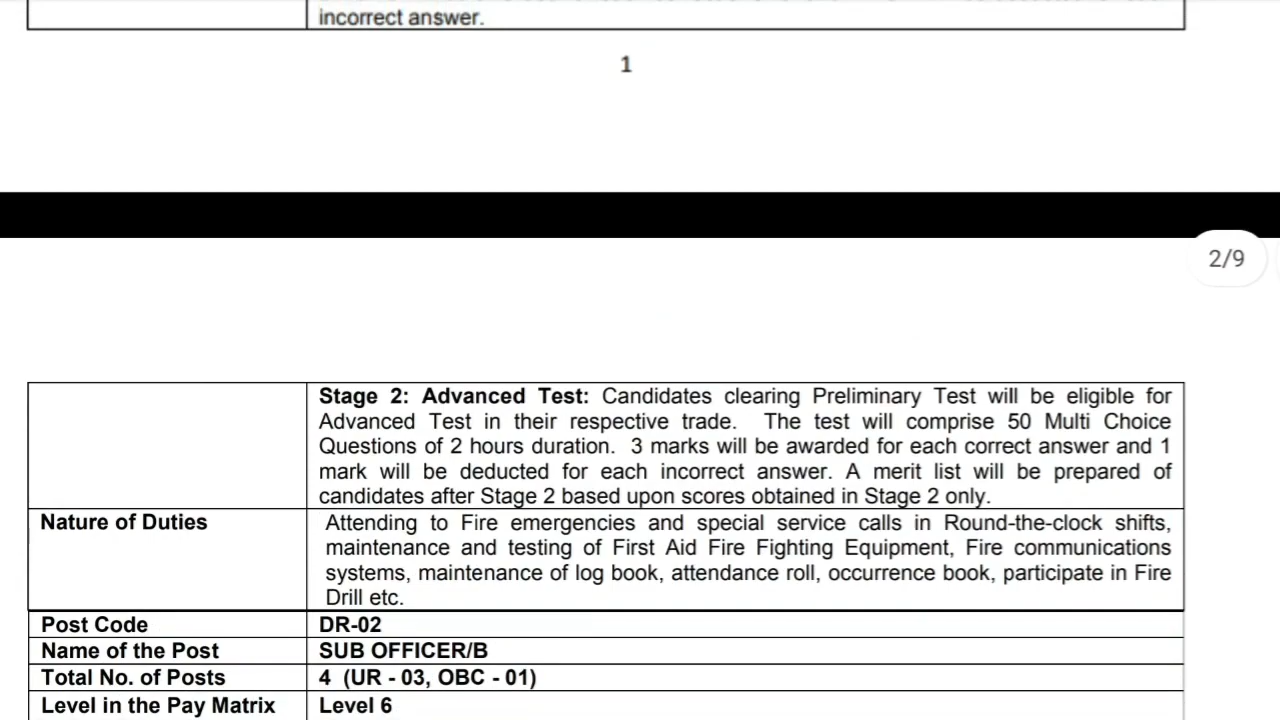 incorrect answer.
1
2/9
Stage 2: Advanced Test: Candidates clearing Preliminary Test will be eligible for
Advanced Test in their respective trade. The test will comprise 50 Multi Choice
Questions of 2 hours duration. 3 marks will be awarded for each correct answer and 1
mark will be deducted for each incorrect answer. A merit list will be prepared of
candidates after Stage 2 based upon scores obtained in Stage 2 only.
Nature of Duties
Attending to Fire emergencies and special service calls in Round-the-clock shifts,
maintenance and testing of First Aid Fire Fighting Equipment, Fire communications
systems, maintenance of log book, attendance roll, occurrence book, participate in Fire
Drill etc.
Post Code DR-02
Name of the Post SUB OFFICER/B
Total No. of Posts 4 (UR - 03, OBC - 01)
Level in the Pay Matrix Level 6